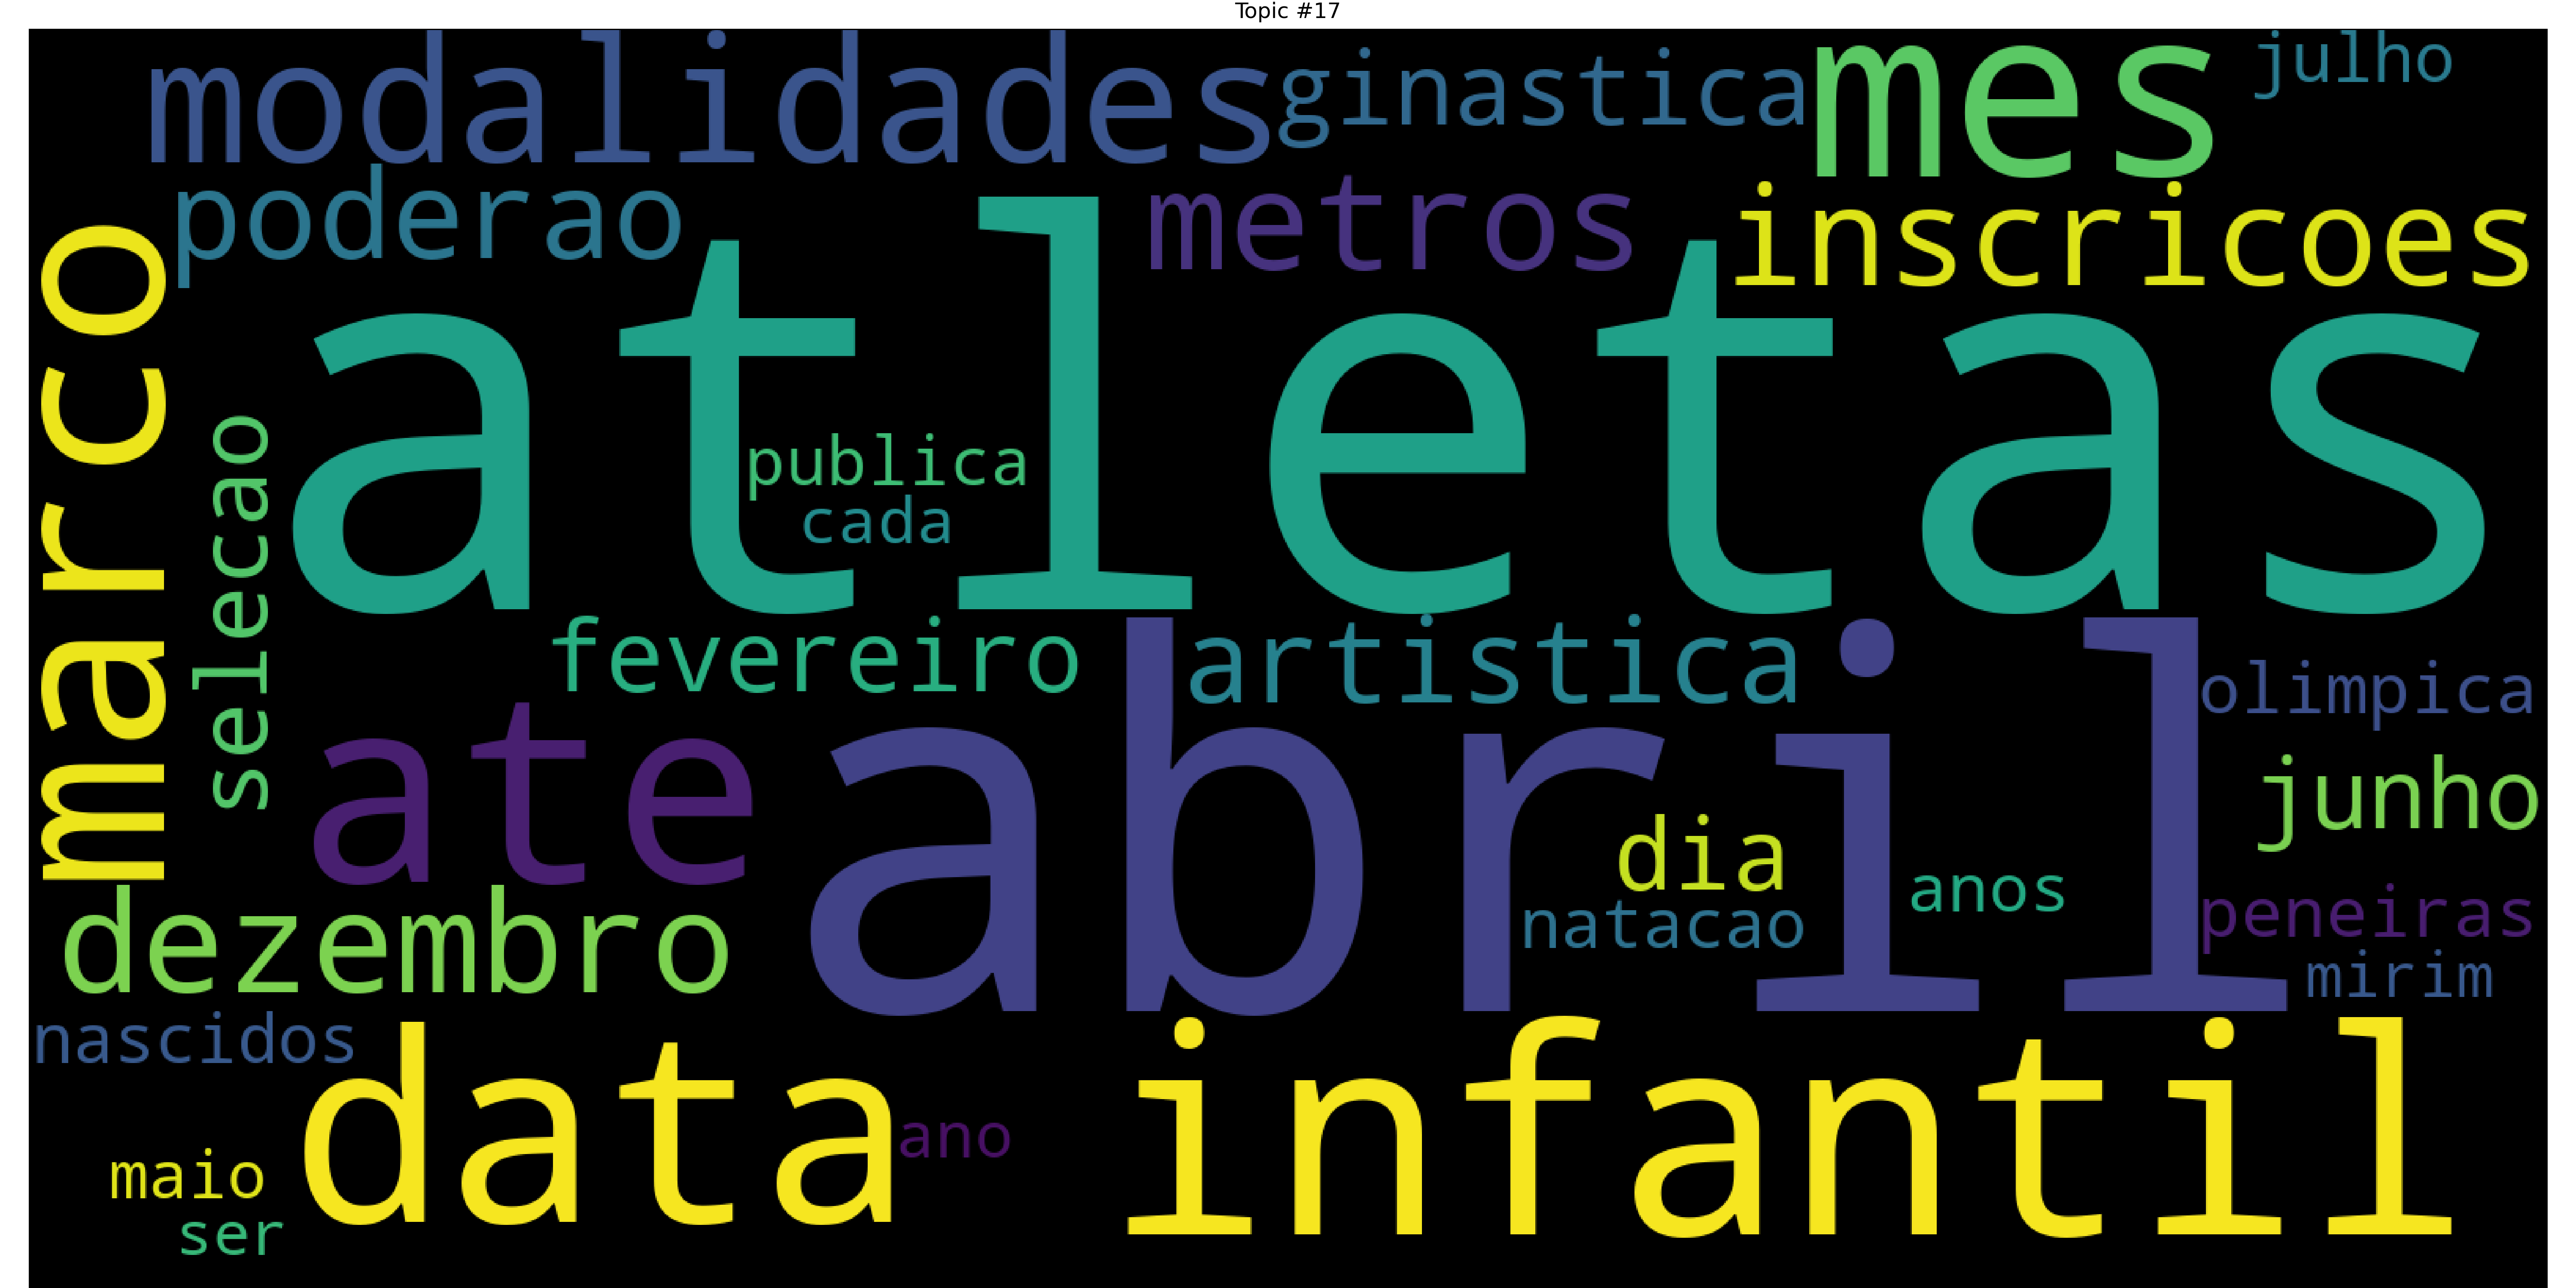 Topic #17
modalidades
ginastica
mes
julho
poderao
metros
inscricoes
marco
atletas
selecao
publica
cada
fevereiro
artistica
olimpica
ate
abril
junho
dia
anos
natacao
peneiras
mirim
dezembro
nascidos
data
infantil
ano
maio
ser